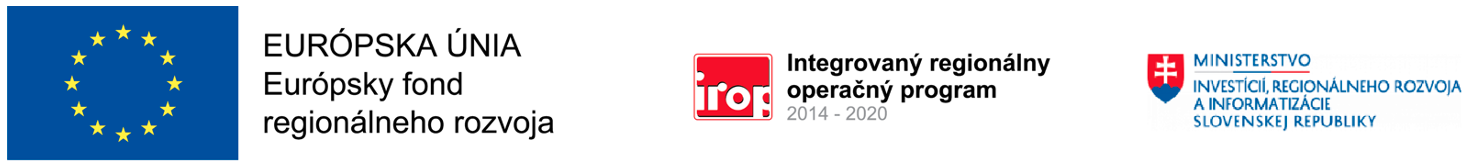 EURÓPSKA ÚNIA
Európsky fond
regionálneho rozvoja
irop
Integrovaný regionálny
operačný program
2014 - 2020
MINISTERSTVO
INVESTÍCIÍ, REGIONÁLNEHO ROZVOJA
A INFORMATIZÁCIE
SLOVENSKEJ REPUBLIKY